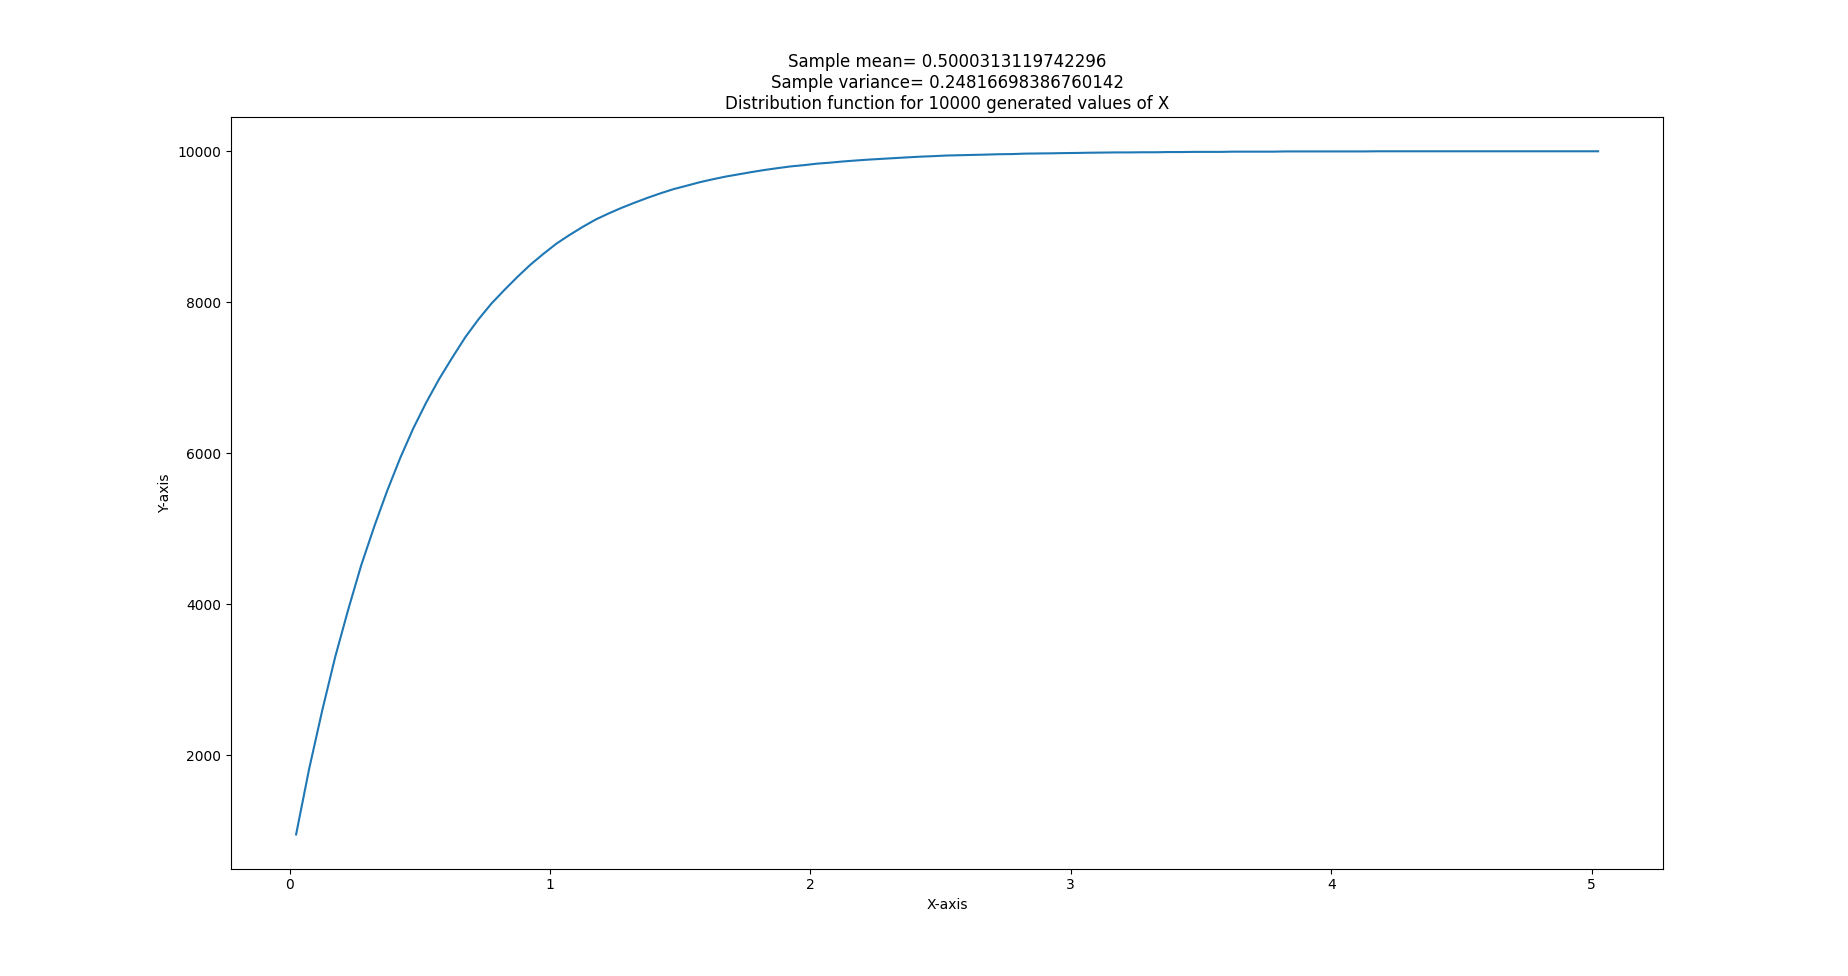 Sample mean= 0.5000313119742296
Sample variance= 0.24816698386760142
Distribution function for 10000 generated values of X
10000
8000
6000
4000
2000
Y-axis
0 1 2 3 4 5
X-axis